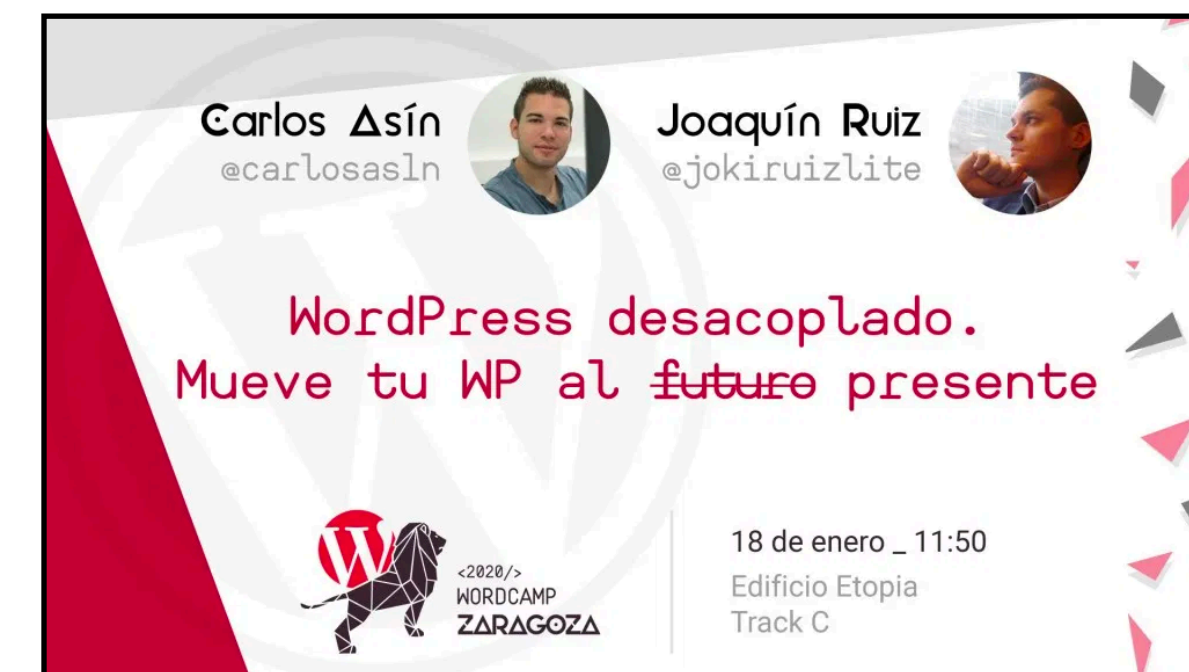 Carlos Asín
@carlosas1n
Joaquín Ruiz
@jokiruizlite
WordPress desacoplado.
Mueve tu WP al futuro presente
<2020/>
WORDCAMP
ZARAGOZA
18 de enero _ 11:50
Edificio Etopia
Track C